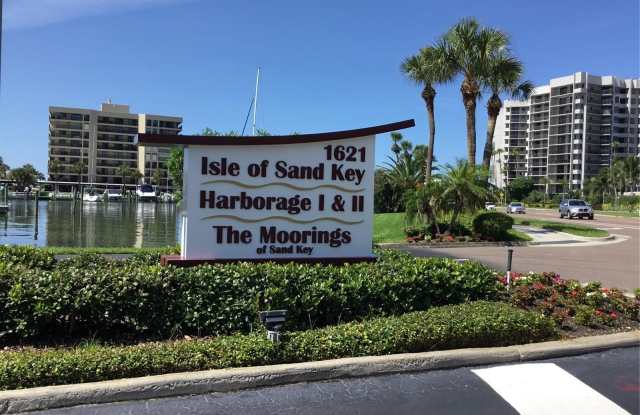 1621
Isle of Sand Key
Harborage I & II
The Moorings
of Sand Key